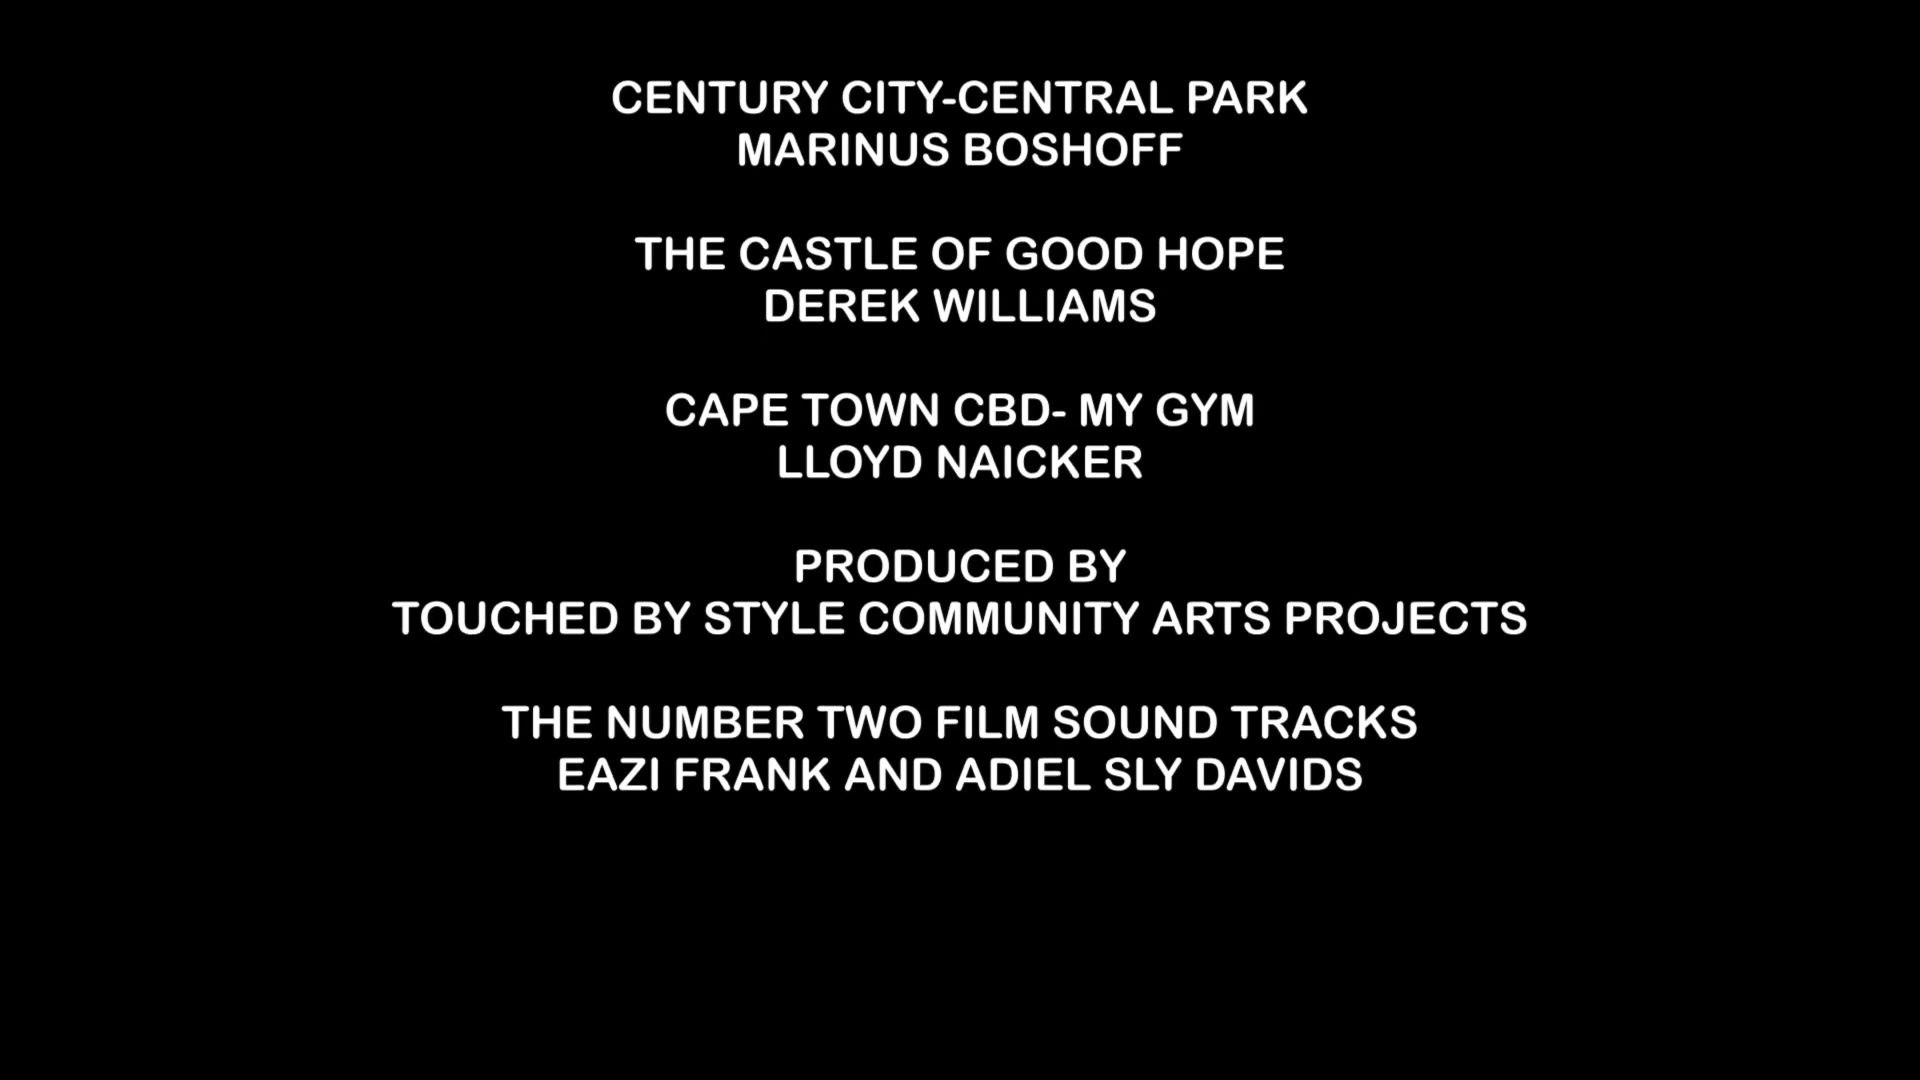 CENTURY CITY-CENTRAL PARK
MARINUS BOSHOFF
THE CASTLE OF GOOD HOPE
DEREK WILLIAMS
CAPE TOWN CBD- MY GYM
LLOYD NAICKER
PRODUCED BY
TOUCHED BY STYLE COMMUNITY ARTS PROJECTS
THE NUMBER TWO FILM SOUND TRACKS
EAZI FRANK AND ADIEL SLY DAVIDS